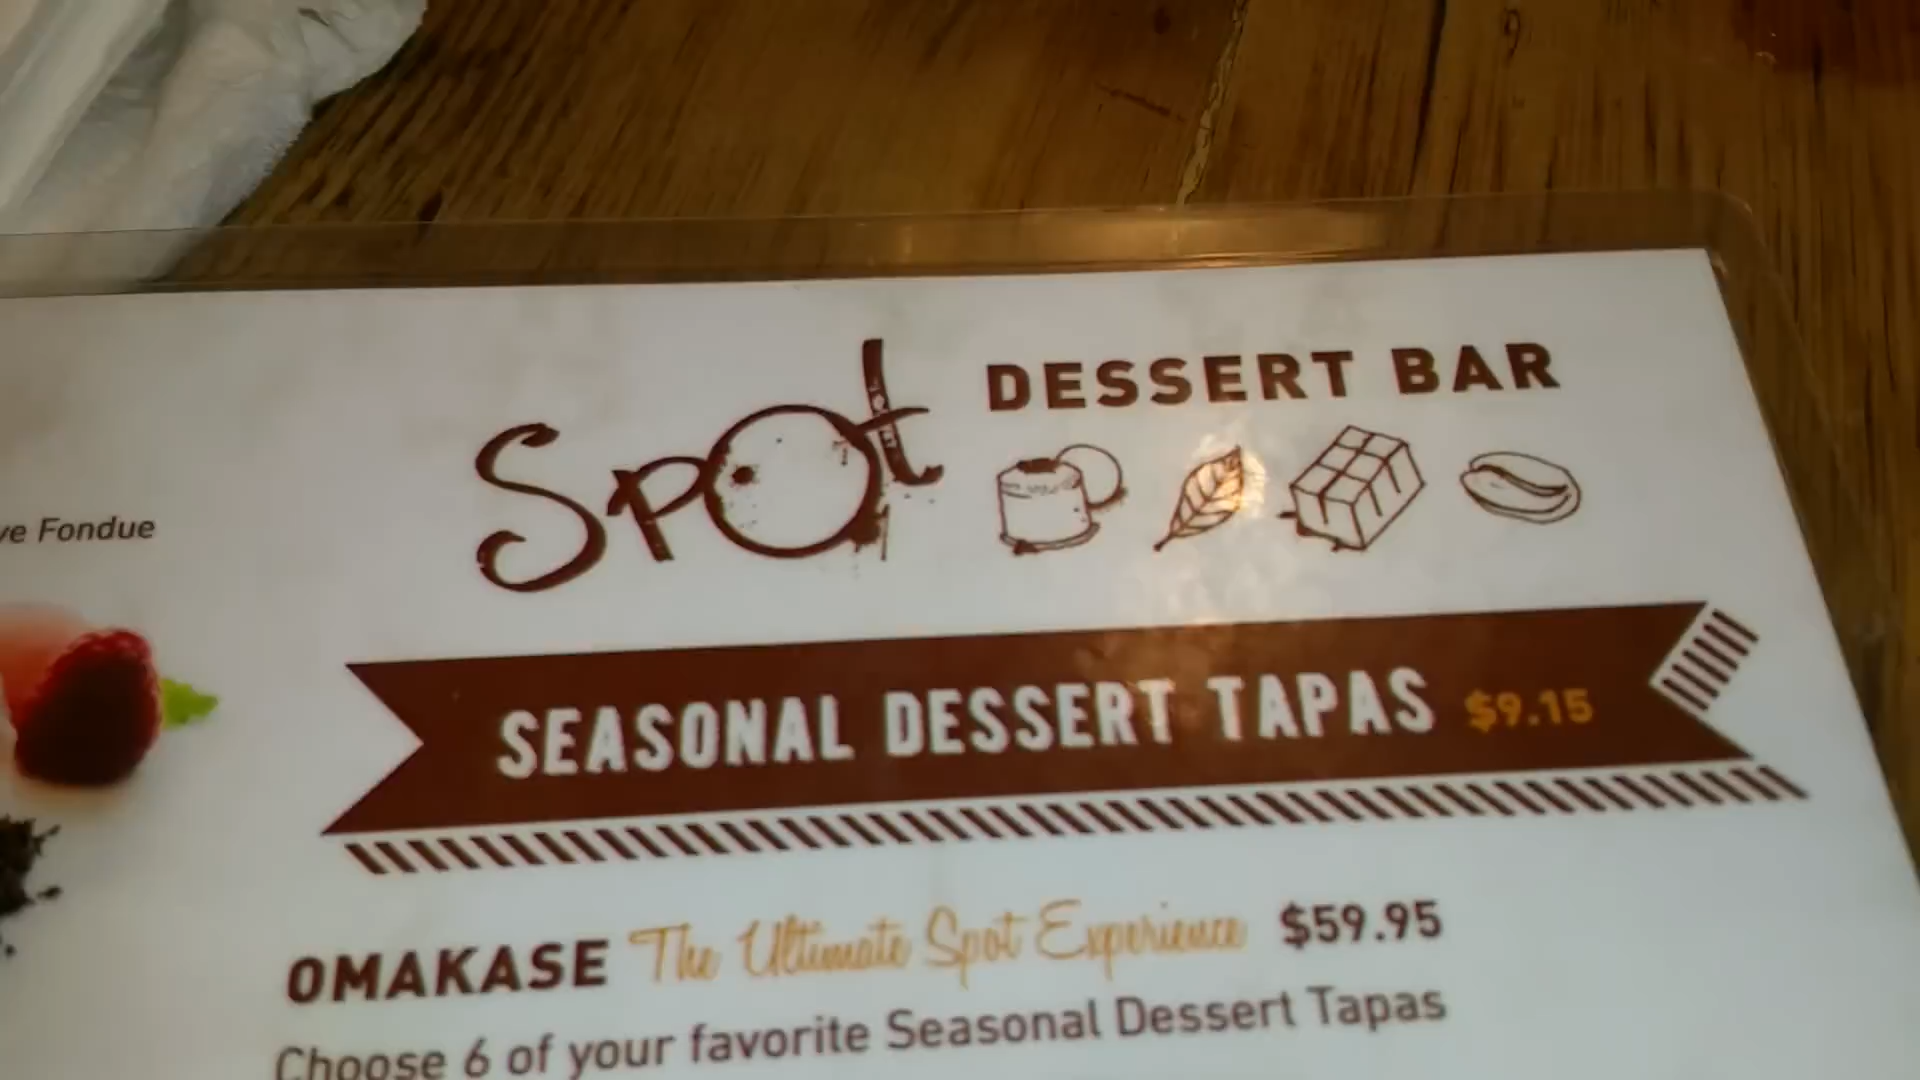 Spot DESSERT BAR
Fondue
SEASONAL DESSERT TAPAS $9.15
OMAKASE The Ultimate Spot Experience $59.95
Choose 6 of your favorite Seasonal Dessert Tapas